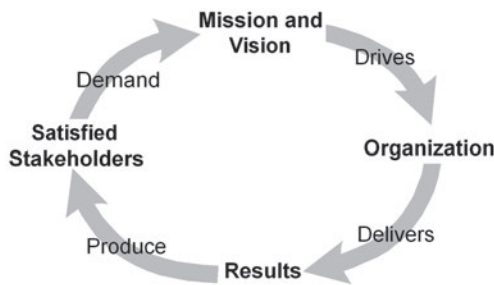 Mission and
Vision
Drives
Organization
Delivers
Results
Produce
Satisfied
Stakeholders
Demand